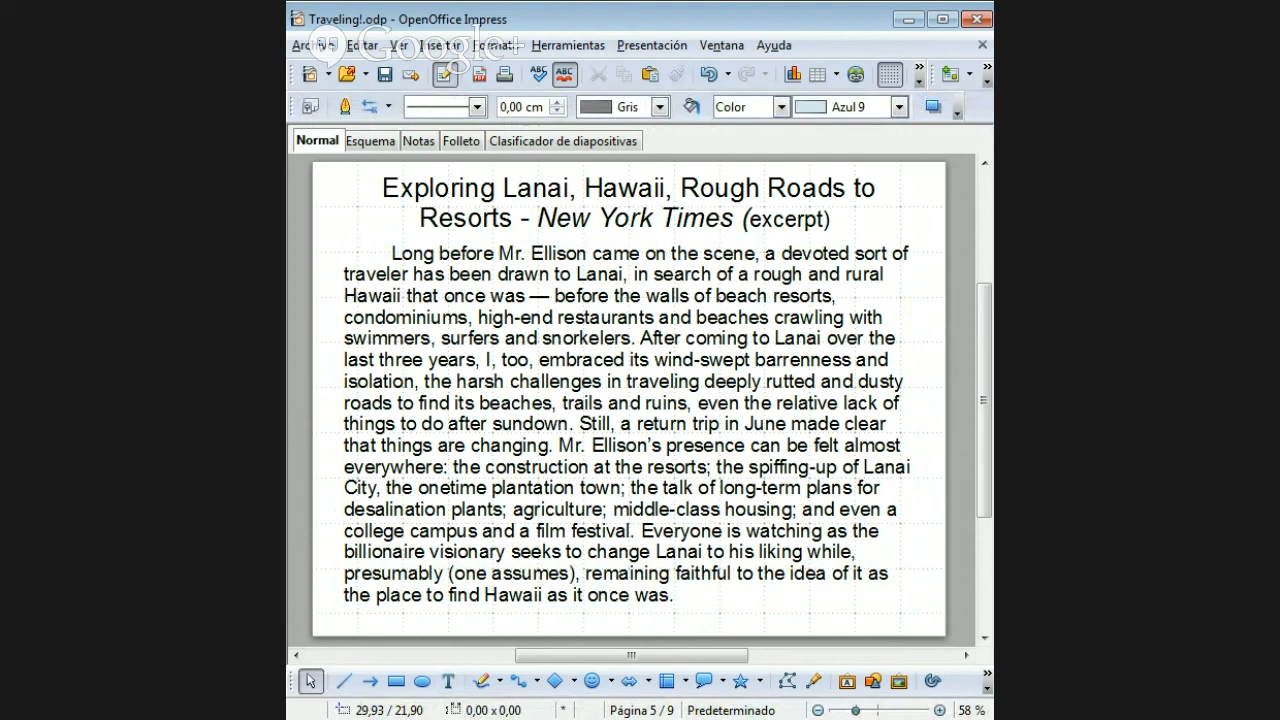 Traveling!.odp - OpenOffice Impress
Google+
Archivo Editar Ver Insertar Formato Herramientas Presentación Ventana Ayuda
0,00 cm Gris Color Azul 9
Normal Esquema Notas Folleto Clasificador de diapositivas
Exploring Lanai, Hawaii, Rough Roads to
Resorts - New York Times (excerpt)
Long before Mr. Ellison came on the scene, a devoted sort of
traveler has been drawn to Lanai, in search of a rough and rural
Hawaii that once was — before the walls of beach resorts,
condominiums, high-end restaurants and beaches crawling with
swimmers, surfers and snorkelers. After coming to Lanai over the
last three years, I, too, embraced its wind-swept barrenness and
isolation, the harsh challenges in traveling deeply rutted and dusty
roads to find its beaches, trails and ruins, even the relative lack of
things to do after sundown. Still, a return trip in June made clear
that things are changing. Mr. Ellison’s presence can be felt almost
everywhere: the construction at the resorts; the spiffing-up of Lanai
City, the onetime plantation town; the talk of long-term plans for
desalination plants; agriculture; middle-class housing; and even a
college campus and a film festival. Everyone is watching as the
billionaire visionary seeks to change Lanai to his liking while,
presumably (one assumes), remaining faithful to the idea of it as
the place to find Hawaii as it once was.
29,93 / 21,90 0,00 x 0,00 * Página 5 / 9 Predeterminado 58 %